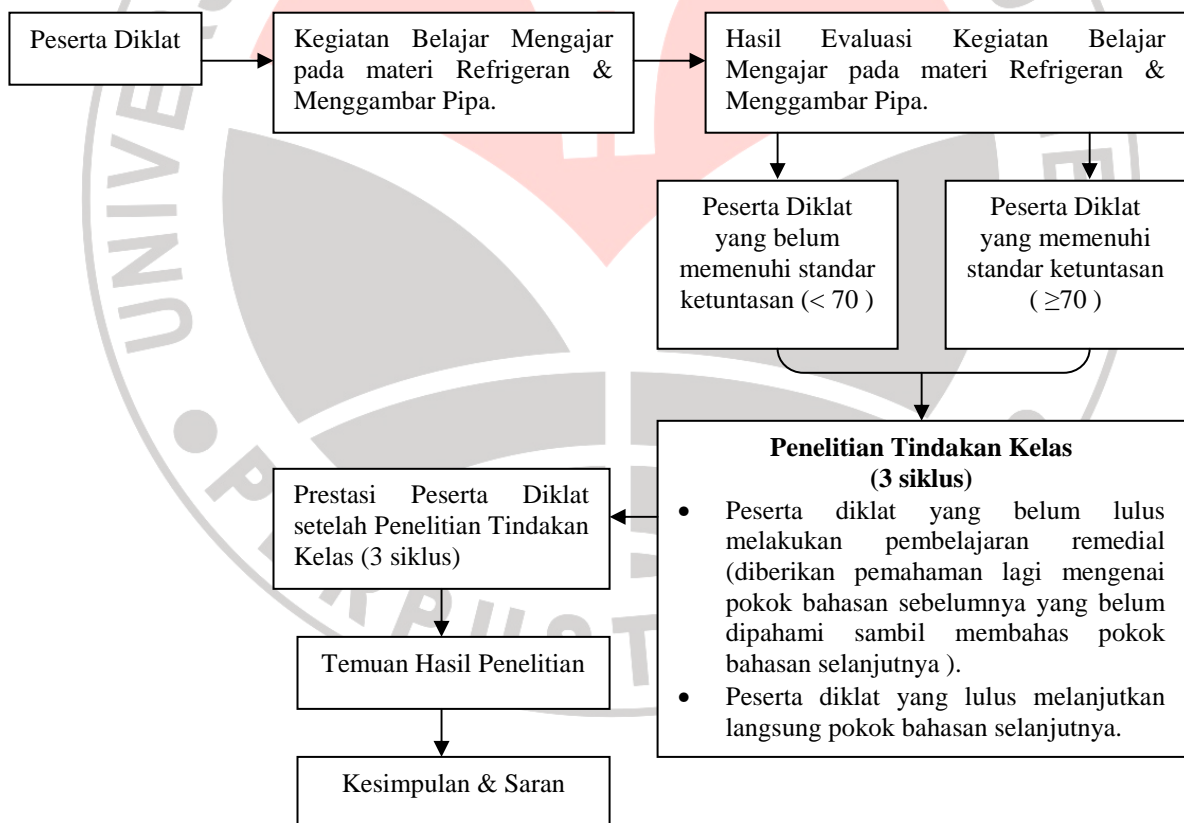 Peserta Diklat
Kegiatan Belajar Mengajar
pada materi Refrigeran &
Menggambar Pipa.
Hasil Evaluasi Kegiatan Belajar
Mengajar pada materi Refrigeran &
Menggambar Pipa.
Peserta Diklat
yang belum
memenuhi standar
ketuntasan (< 70 )
Peserta Diklat
yang memenuhi
standar ketuntasan
( ≥70 )
Penelitian Tindakan Kelas
(3 siklus)
• Peserta diklat yang belum lulus
melakukan pembelajaran remedial
(diberikan pemahaman lagi mengenai
pokok bahasan sebelumnya yang belum
dipahami sambil membahas pokok
bahasan selanjutnya ).
• Peserta diklat yang lulus melanjutkan
langsung pokok bahasan selanjutnya.
Prestasi Peserta Diklat
setelah Penelitian Tindakan
Kelas (3 siklus)
Temuan Hasil Penelitian
Kesimpulan & Saran